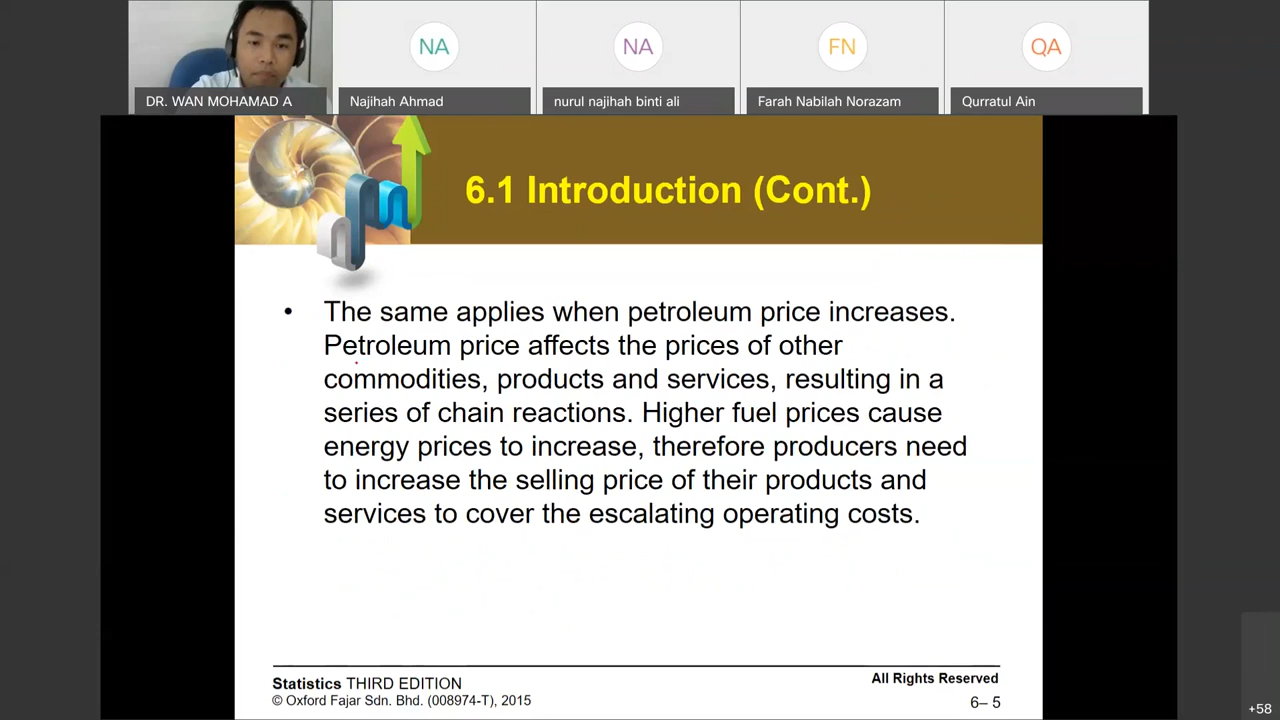 NA
NA
FN
QA
DR. WAN MOHAMAD A
Najihah Ahmad
nurul najihah binti ali
Farah Nabilah Norazam
Qurratul Ain
6.1 Introduction (Cont.)
• The same applies when petroleum price increases.
Petroleum price affects the prices of other
commodities, products and services, resulting in a
series of chain reactions. Higher fuel prices cause
energy prices to increase, therefore producers need
to increase the selling price of their products and
services to cover the escalating operating costs.
Statistics THIRD EDITION
© Oxford Fajar Sdn. Bhd. (008974-T), 2015
All Rights Reserved
6– 5
+58